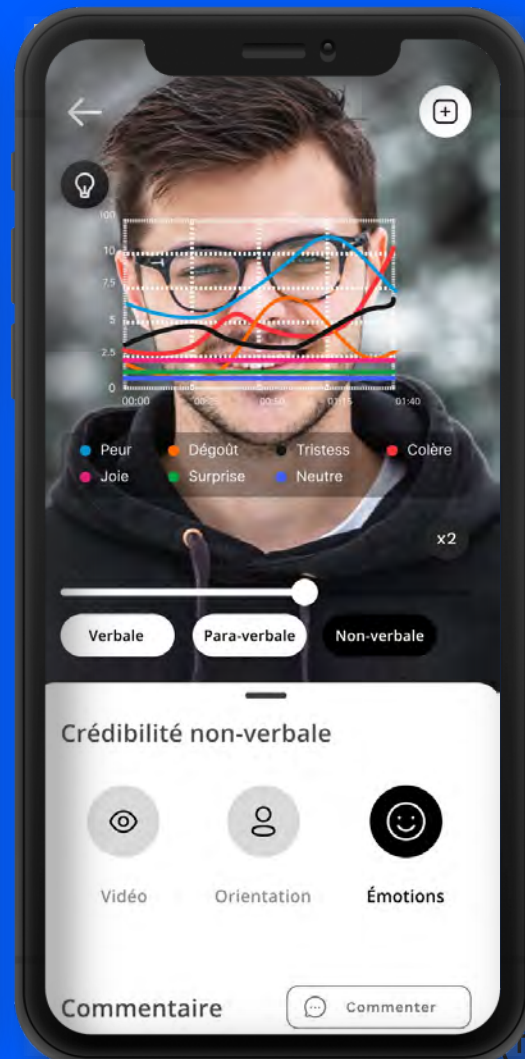 100
10
7.5
5
2.5
0
00:00 00:25 00:50 01:15 01:40
Peur Dégoût Tristess Colère
Joie Surprise Neutre
x2
Verbale Para-verbale Non-verbale
Crédibilité non-verbale
Vidéo Orientation Émotions
Commentaire Commenter